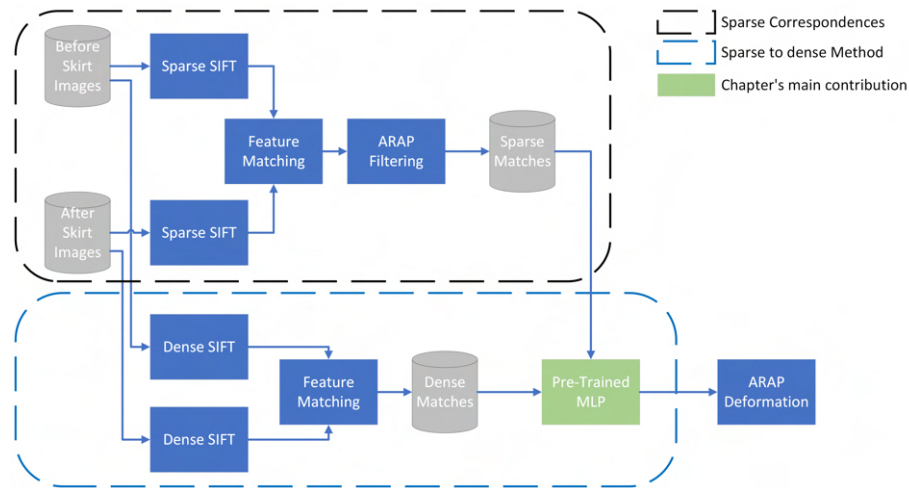 Before
Skirt
Images
Sparse SIFT
Feature
Matching
ARAP
Filtering
Sparse
Matches
After
Skirt
Images
Sparse SIFT
Sparse Correspondences
Sparse to dense Method
Chapter's main contribution
Dense SIFT
Feature
Matching
Dense
Matches
Pre-Trained
MLP
ARAP
Deformation
Dense SIFT